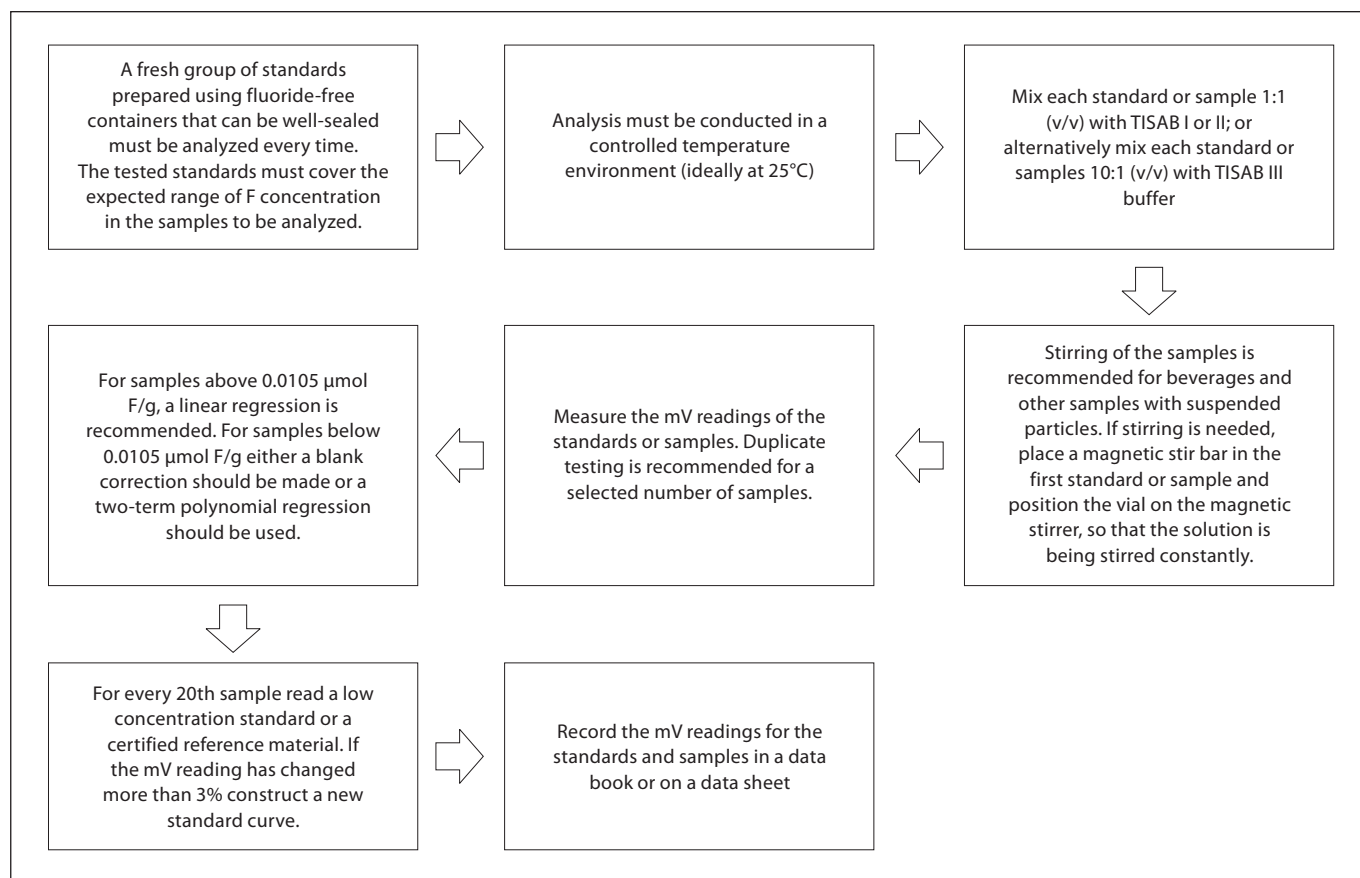 A fresh group of standards
prepared using fluoride-free
containers that can be well-sealed
must be analyzed every time.
The tested standards must cover the
expected range of F concentration
in the samples to be analyzed.
Analysis must be conducted in a
controlled temperature
environment (ideally at 25°C)
Mix each standard or sample 1:1
(v/v) with TISAB I or II; or
alternatively mix each standard or
samples 10:1 (v/v) with TISAB III
buffer
Stirring of the samples is
recommended for beverages and
other samples with suspended
particles. If stirring is needed,
place a magnetic stir bar in the
first standard or sample and
position the vial on the magnetic
stirrer, so that the solution is
being stirred constantly.
Measure the mV readings of the
standards or samples. Duplicate
testing is recommended for a
selected number of samples.
For samples above 0.0105 µmol
F/g, a linear regression is
recommended. For samples below
0.0105 µmol F/g either a blank
correction should be made or a
two-term polynomial regression
should be used.
For every 20th sample read a low
concentration standard or a
certified reference material. If
the mV reading has changed
more than 3% construct a new
standard curve.
Record the mV readings for the
standards and samples in a data
book or on a data sheet